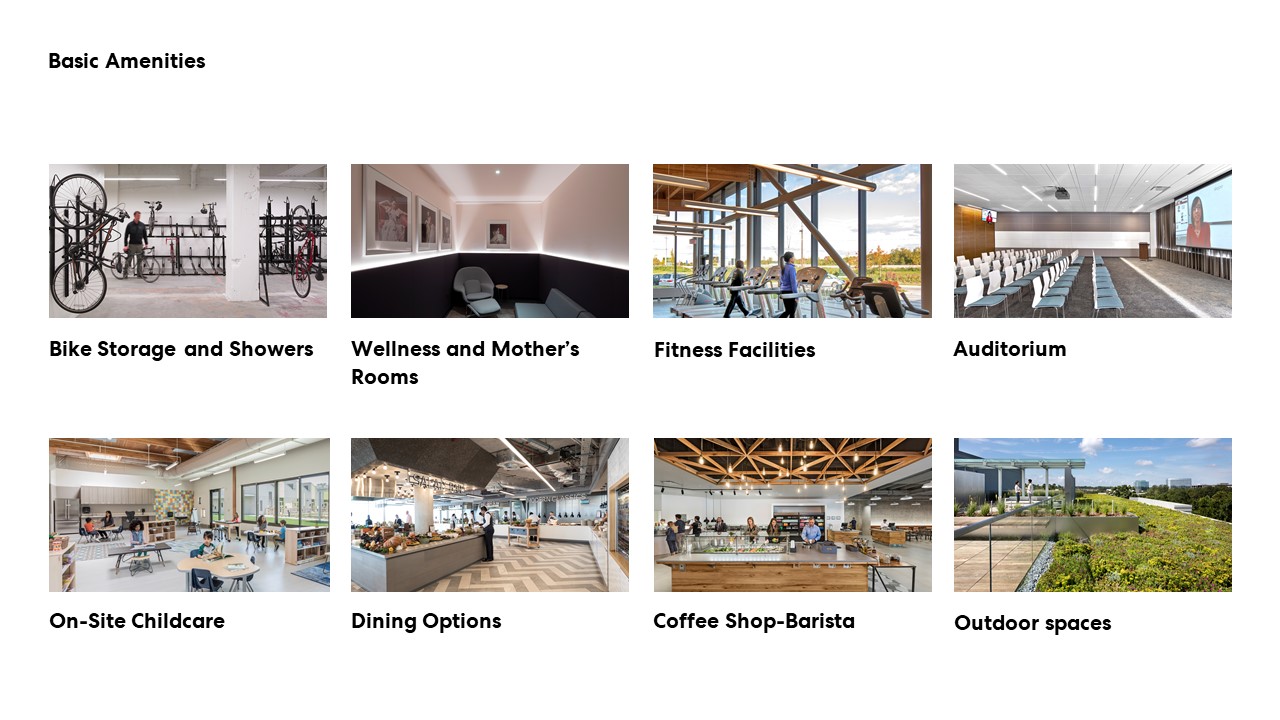 Basic Amenities
Bike Storage and Showers
Wellness and Mother’s
Rooms
Fitness Facilities
Auditorium
On-Site Childcare
Dining Options
Coffee Shop-Barista
Outdoor spaces